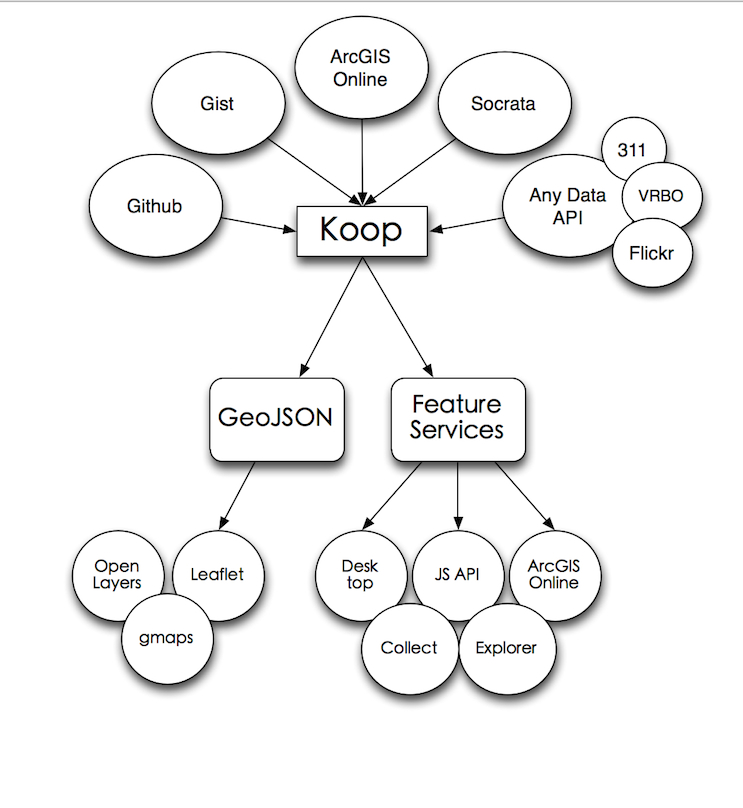 ArcGIS
Online
Gist
Socrata
311
Github
Any Data
API
VRBO
Koop
Flickr
GeoJSON
Feature
Services
Open
Layers
Leaflet
gmaps
Desk
top
JS API
ArcGIS
Online
Collect
Explorer